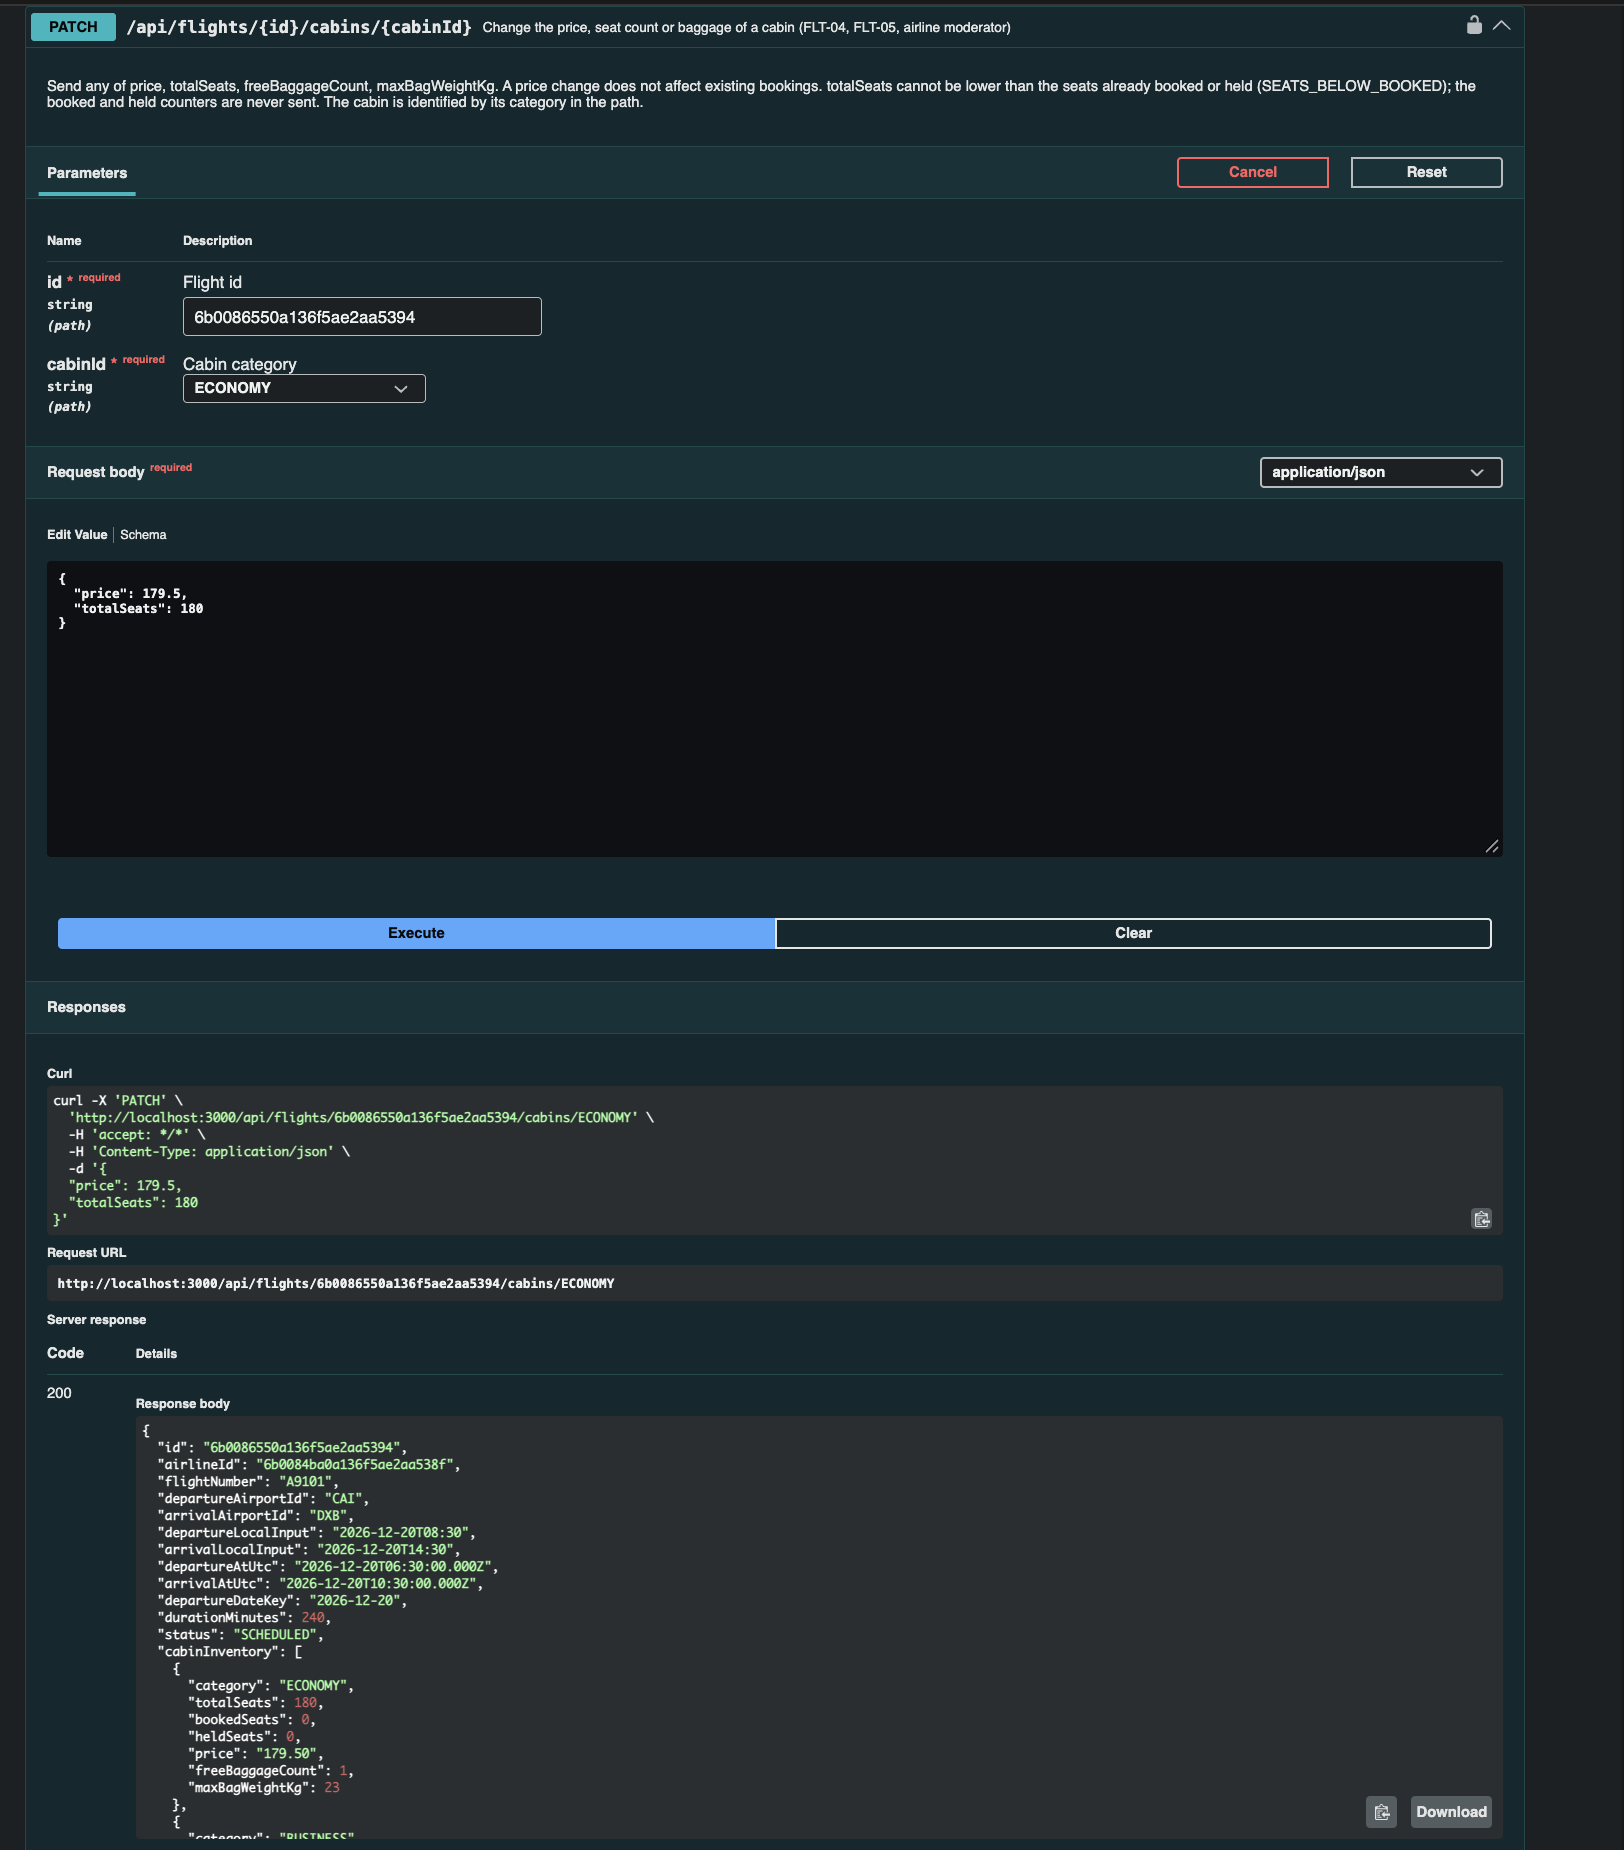 PATCH /api/flights/{id}/cabins/{cabinId} Change the price, seat count or baggage of a cabin (FLT-04, FLT-05, airline moderator)
Send any of price, totalSeats, freeBaggageCount, maxBagWeightKg. A price change does not affect existing bookings. totalSeats cannot be lower than the seats already booked or held (SEATS_BELOW_BOOKED); the
booked and held counters are never sent. The cabin is identified by its category in the path.
Parameters
Cancel
Reset
Name Description
id * required
string
(path)
Flight id
6b0086550a136f5ae2aa5394
cabinId * required
string
(path)
Cabin category
ECONOMY
Request body required
application/json
Edit Value | Schema
{
  "price": 179.5,
  "totalSeats": 180
}
Execute
Clear
Responses
Curl
curl -X 'PATCH' \
  'http://localhost:3000/api/flights/6b0086550a136f5ae2aa5394/cabins/ECONOMY' \
  -H 'accept: */*' \
  -H 'Content-Type: application/json' \
  -d '{
  "price": 179.5,
  "totalSeats": 180
}'
Request URL
http://localhost:3000/api/flights/6b0086550a136f5ae2aa5394/cabins/ECONOMY
Server response
Code Details
200
Response body
{
  "id": "6b0086550a136f5ae2aa5394",
  "airlineId": "6b0084ba0a136f5ae2aa538f",
  "flightNumber": "A9101",
  "departureAirportId": "CAI",
  "arrivalAirportId": "DXB",
  "departureLocalInput": "2026-12-20T08:30",
  "arrivalLocalInput": "2026-12-20T14:30",
  "departureAtUtc": "2026-12-20T06:30:00.000Z",
  "arrivalAtUtc": "2026-12-20T10:30:00.000Z",
  "departureDateKey": "2026-12-20",
  "durationMinutes": 240,
  "status": "SCHEDULED",
  "cabinInventory": [
    {
      "category": "ECONOMY",
      "totalSeats": 180,
      "bookedSeats": 0,
      "heldSeats": 0,
      "price": "179.50",
      "freeBaggageCount": 1,
      "maxBagWeightKg": 23
    },
    {
      "category": "BUSINESS"
Download